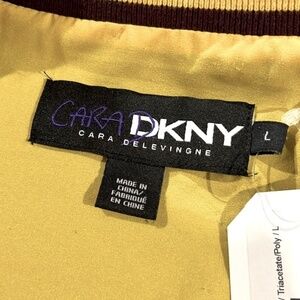 CARA D DKNY
CARA DELEVINGNE
L
MADE IN
CHINA/
FABRIQUÉ
EN CHINE
Triacetate/Poly / L